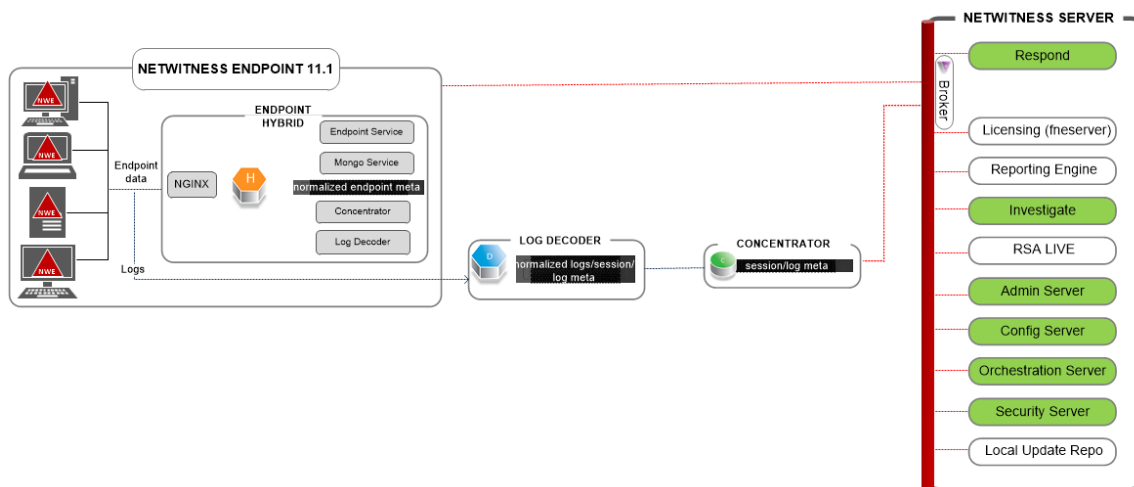 NETWITNESS SERVER
NETWITNESS ENDPOINT 11.1
Respond
Broker
NWE
NWE
NWE
NWE
ENDPOINT
HYBRID
Endpoint Service
Mongo Service
normalized endpoint meta
Concentrator
Log Decoder
NGINX
H
Endpoint
data
Logs
LOG DECODER
D
normalized logs/session/
log meta
CONCENTRATOR
C
session/log meta
Licensing (fneserver)
Reporting Engine
Investigate
RSA LIVE
Admin Server
Config Server
Orchestration Server
Security Server
Local Update Repo